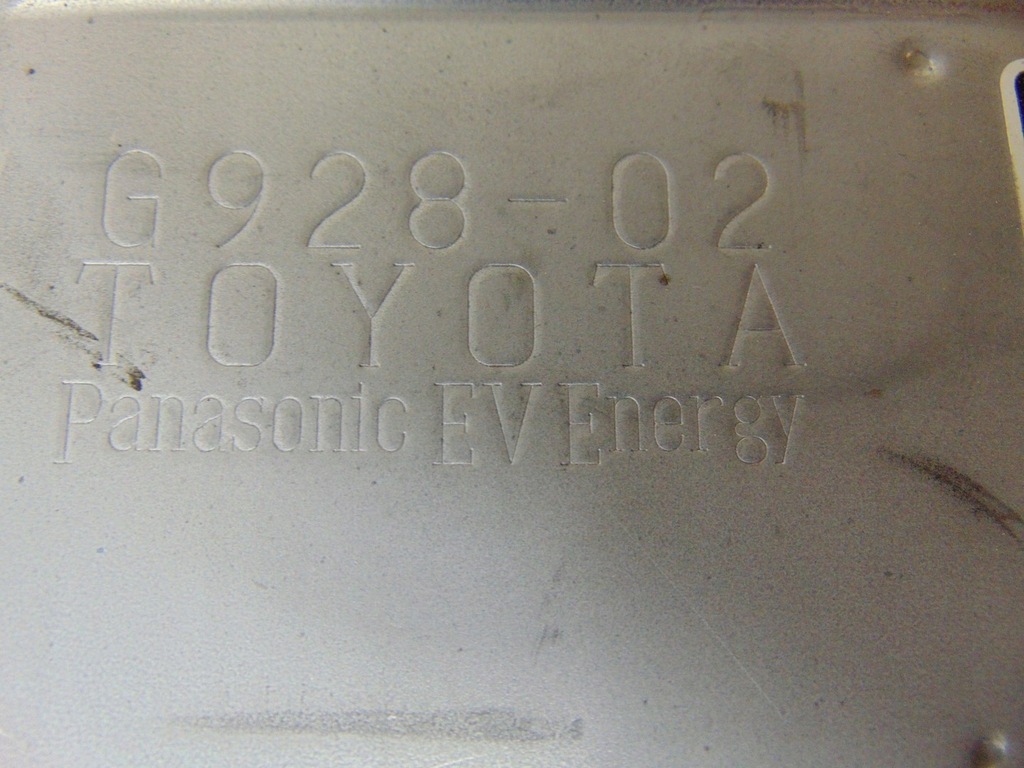 G928-02
TOYOTA
Panasonic EV Energy